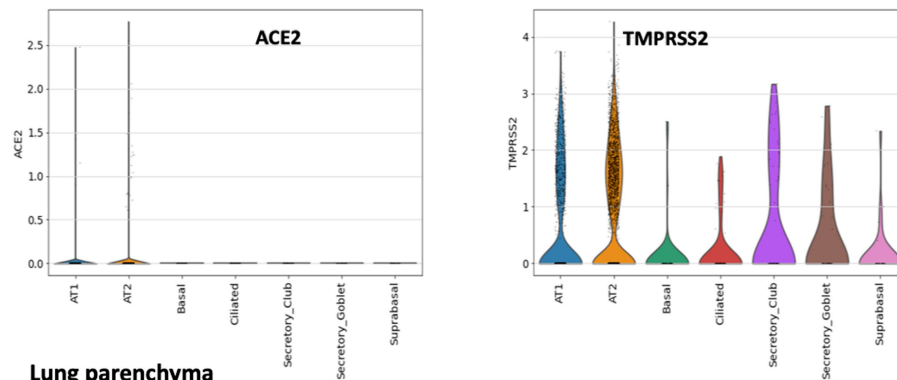 ACE2
ACE2
2.5
2.0
1.5
1.0
0.5
0.0
AT1
AT2
Basal
Ciliated
Secretory_Club
Secretory_Goblet
Suprabasal
TMPRSS2
TMPRSS2
4
3
2
1
0
AT1
AT2
Basal
Ciliated
Secretory_Club
Secretory_Goblet
Suprabasal
Lung parenchyma